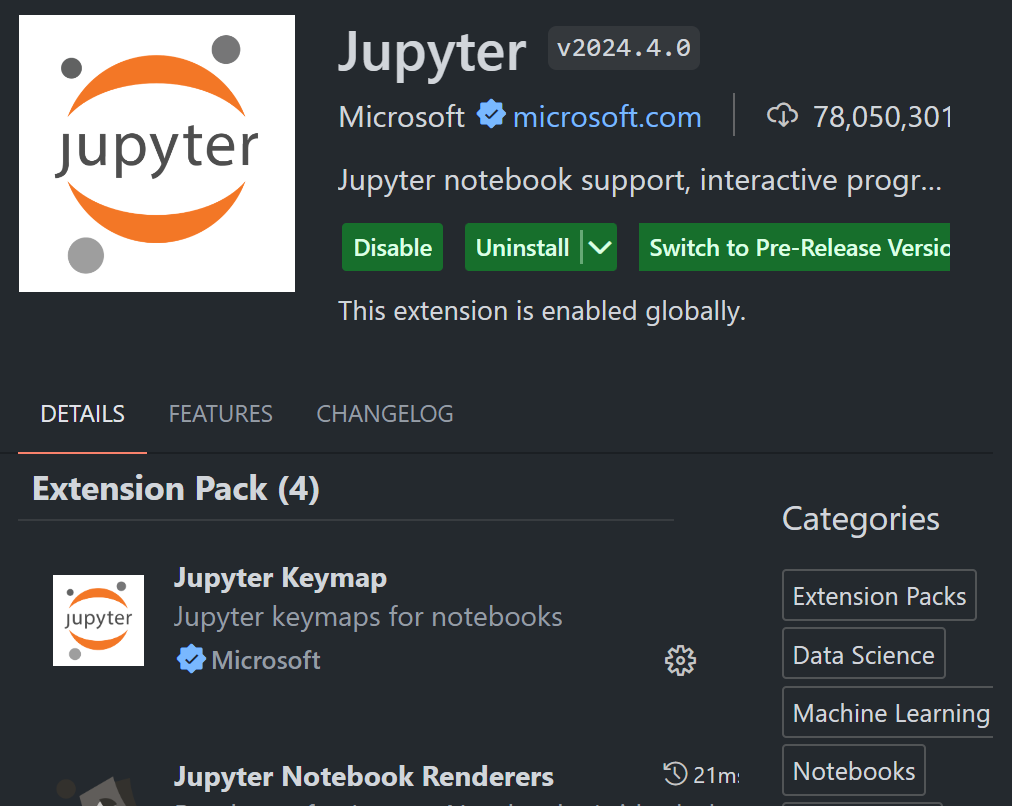 jupyter
Jupyter v2024.4.0
Microsoft microsoft.com 78,050,301
Jupyter notebook support, interactive progr...
Disable Uninstall Switch to Pre-Release Versio
This extension is enabled globally.
DETAILS FEATURES CHANGELOG
Extension Pack (4)
jupyter
Jupyter Keymap
Jupyter keymaps for notebooks
Microsoft
Jupyter Notebook Renderers 21ms
Categories
Extension Packs
Data Science
Machine Learning
Notebooks